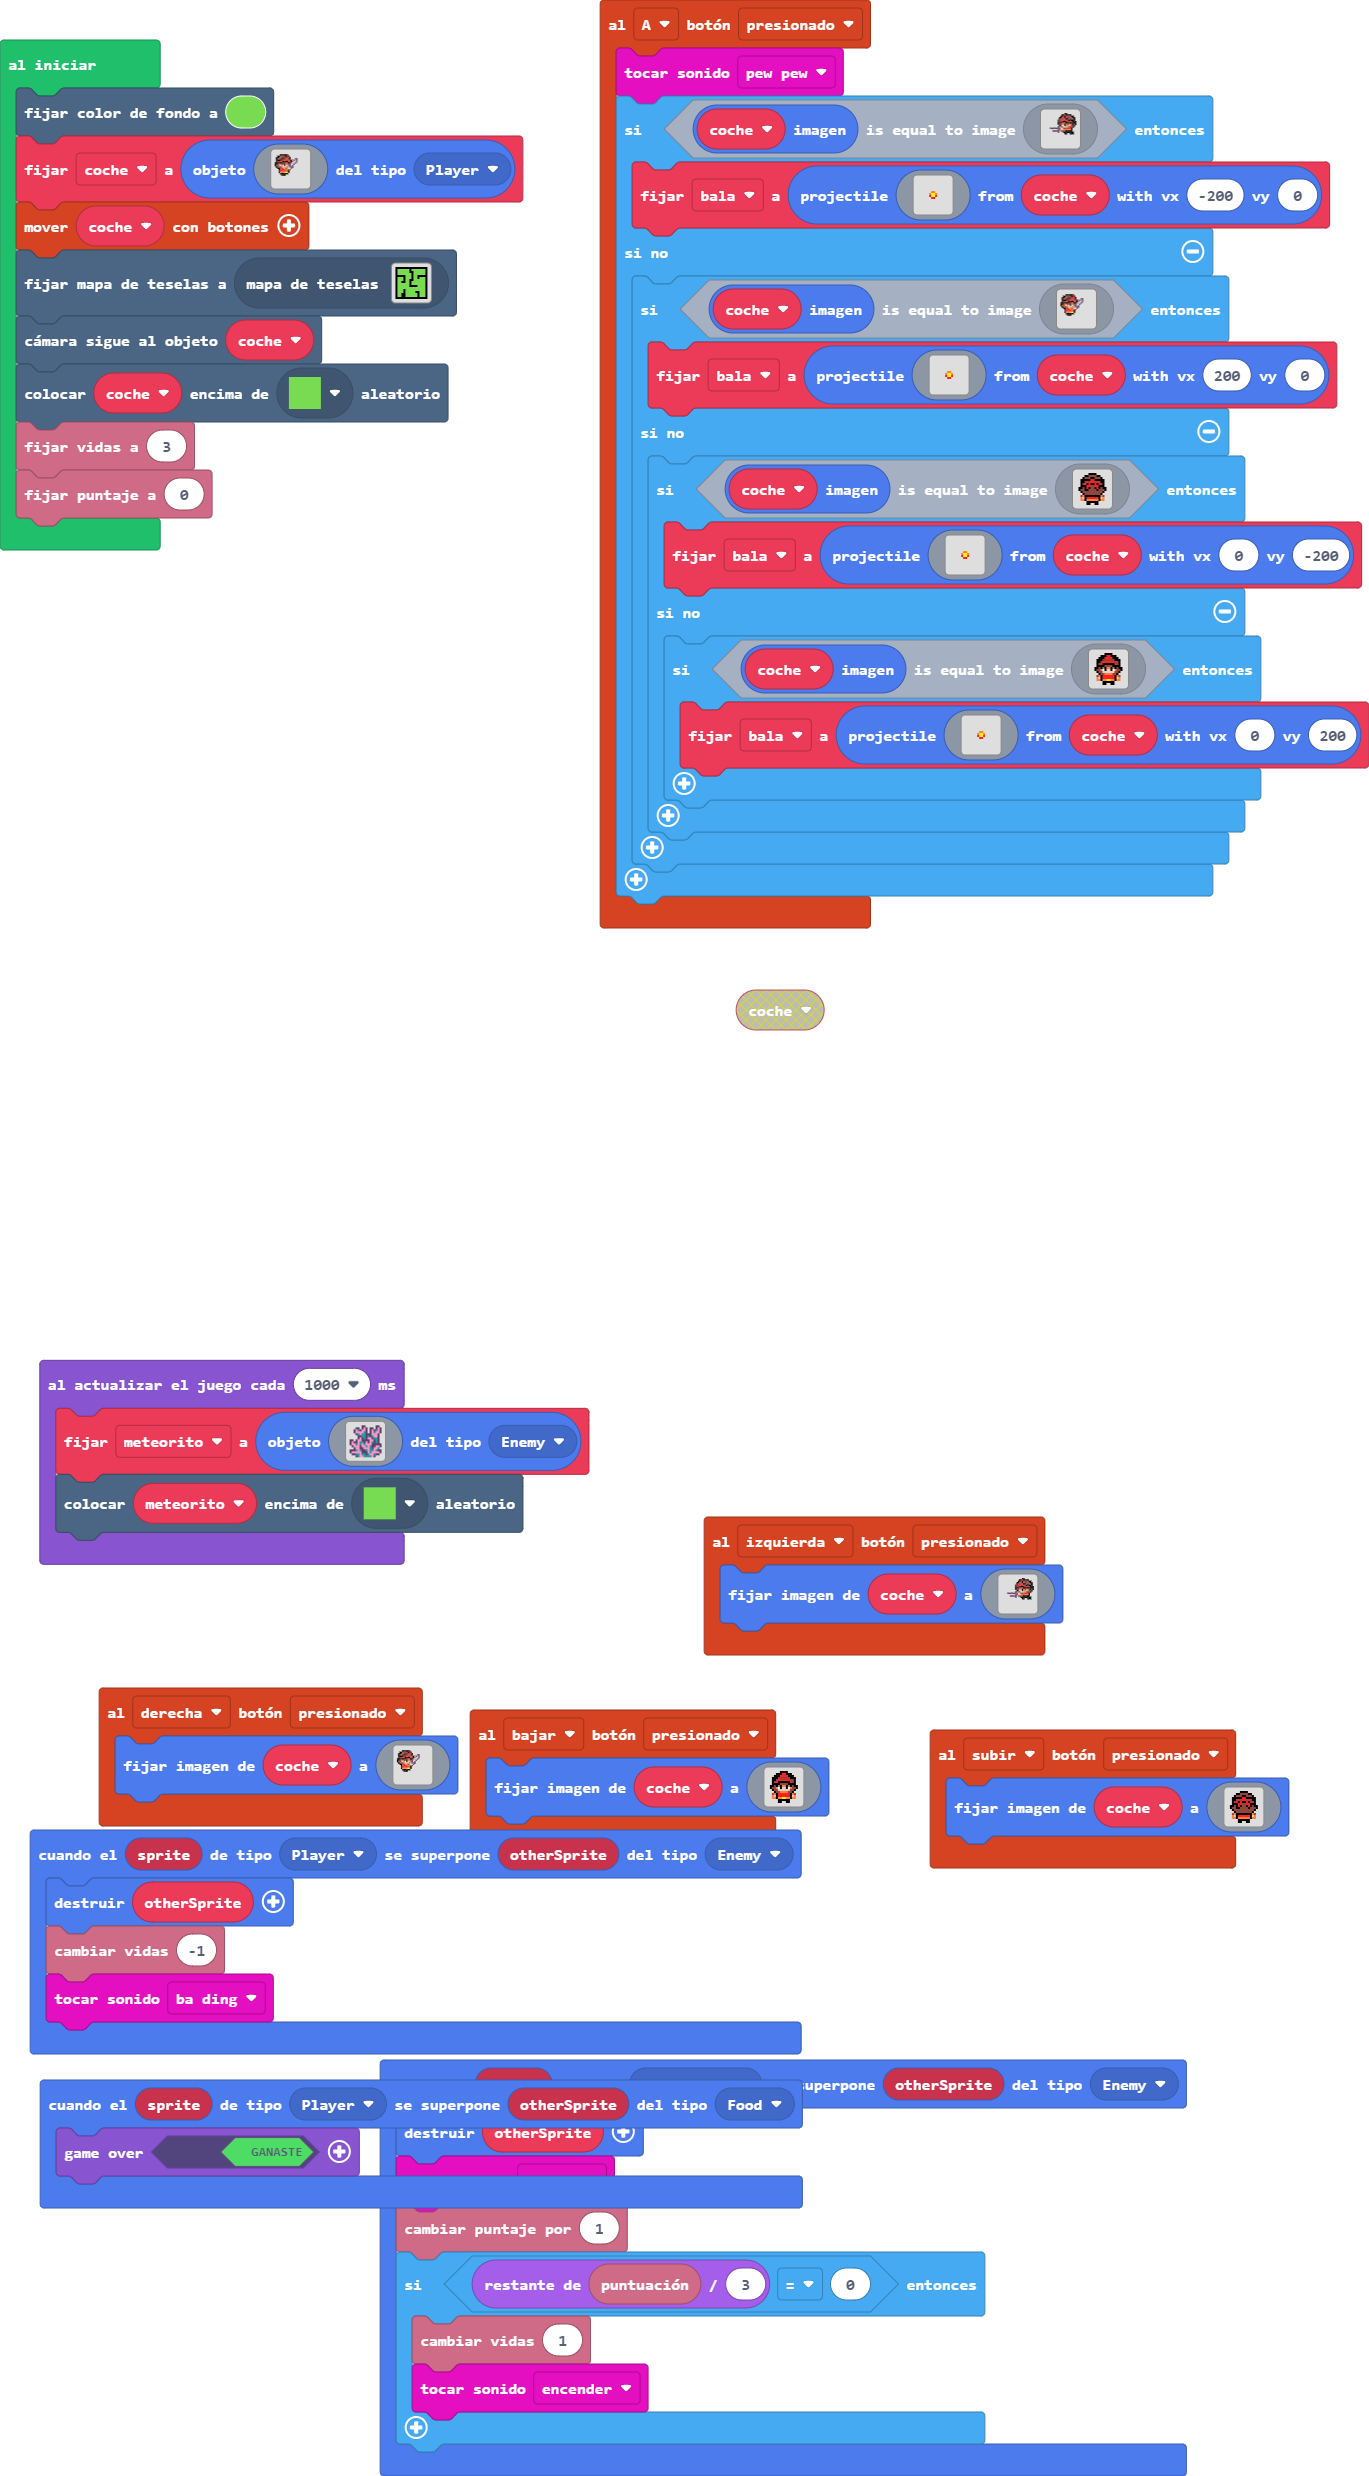 al iniciar
fijar color de fondo a
fijar coche a objeto del tipo Player
mover coche con botones
fijar mapa de teselas a mapa de teselas
cámara sigue al objeto coche
colocar coche encima de aleatorio
fijar vidas a 3
fijar puntaje a 0
al A botón presionado
tocar sonido pew pew
si coche imagen is equal to image entonces
fijar bala a projectile from coche with vx -200 vy 0
si no
si coche imagen is equal to image entonces
fijar bala a projectile from coche with vx 200 vy 0
si no
si coche imagen is equal to image entonces
fijar bala a projectile from coche with vx 0 vy -200
si no
si coche imagen is equal to image entonces
fijar bala a projectile from coche with vx 0 vy 200
coche
al actualizar el juego cada 1000 ms
fijar meteorito a objeto del tipo Enemy
colocar meteorito encima de aleatorio
al izquierda botón presionado
fijar imagen de coche a
al derecha botón presionado
fijar imagen de coche a
al bajar botón presionado
fijar imagen de coche a
al subir botón presionado
fijar imagen de coche a
cuando el sprite de tipo Player se superpone otherSprite del tipo Enemy
destruir otherSprite
cambiar vidas -1
tocar sonido ba ding
superpone otherSprite del tipo Enemy
cuando el sprite de tipo Player se superpone otherSprite del tipo Food
destruir otherSprite
game over GANASTE
cambiar puntaje por 1
si restante de puntuación / 3 = 0 entonces
cambiar vidas 1
tocar sonido encender